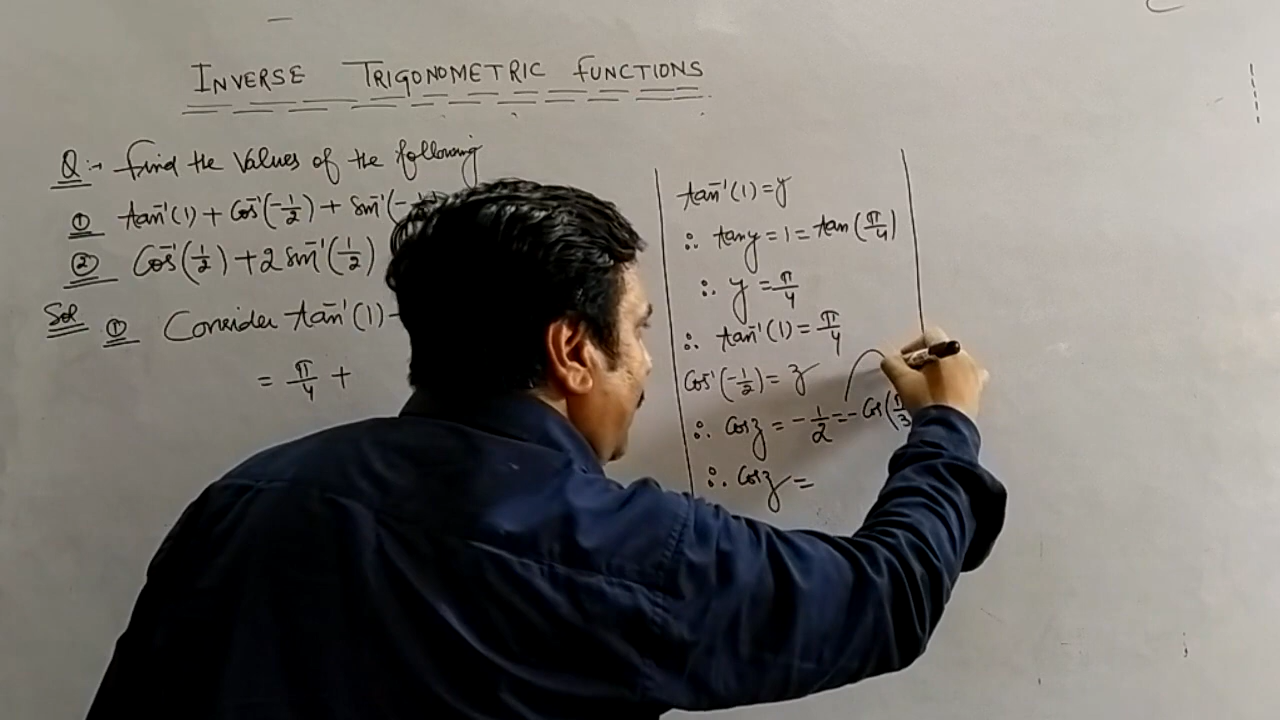 INVERSE TRIGONOMETRIC FUNCTIONS
Q:→ Find the Values of the following
① tan⁻¹(1) + Cos⁻¹(-1/2) + Sin⁻¹(-
② Cos⁻¹(1/2) + 2 Sin⁻¹(1/2)
Sol ① Consider tan⁻¹(1)
= π/4 +
tan⁻¹(1) = y
∴ tan y = 1 = tan(π/4)
∴ y = π/4
∴ tan⁻¹(1) = π/4
Cos⁻¹(-1/2) = z
∴ Cos z = -1/2 = - Cos(π/3
∴ Cos z =